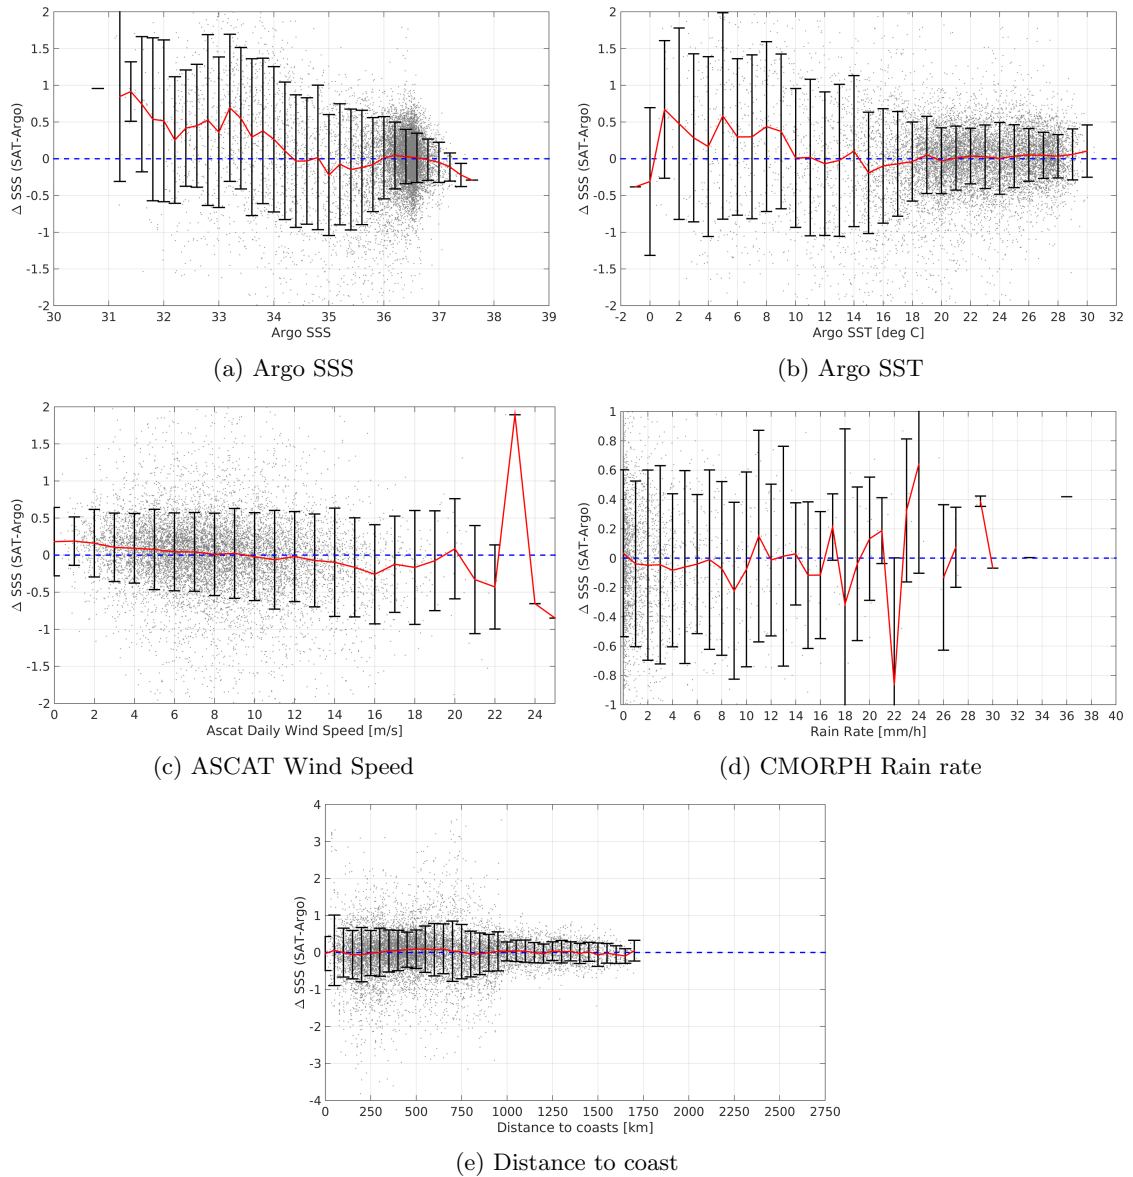 2
1.5
1
0.5
0
-0.5
-1
-1.5
-2
Δ SSS (SAT-Argo)
30 31 32 33 34 35 36 37 38 39
Argo SSS
(a) Argo SSS
2
1.5
1
0.5
0
-0.5
-1
-1.5
-2
Δ SSS (SAT-Argo)
-2 0 2 4 6 8 10 12 14 16 18 20 22 24 26 28 30 32
Argo SST [deg C]
(b) Argo SST
2
1.5
1
0.5
0
-0.5
-1
-1.5
-2
Δ SSS (SAT-Argo)
0 2 4 6 8 10 12 14 16 18 20 22 24
Ascat Daily Wind Speed [m/s]
(c) ASCAT Wind Speed
1
0.8
0.6
0.4
0.2
0
-0.2
-0.4
-0.6
-0.8
-1
Δ SSS (SAT-Argo)
0 2 4 6 8 10 12 14 16 18 20 22 24 26 28 30 32 34 36 38 40
Rain Rate [mm/h]
(d) CMORPH Rain rate
4
3
2
1
0
-1
-2
-3
-4
Δ SSS (SAT-Argo)
0 250 500 750 1000 1250 1500 1750 2000 2250 2500 2750
Distance to coasts [km]
(e) Distance to coast